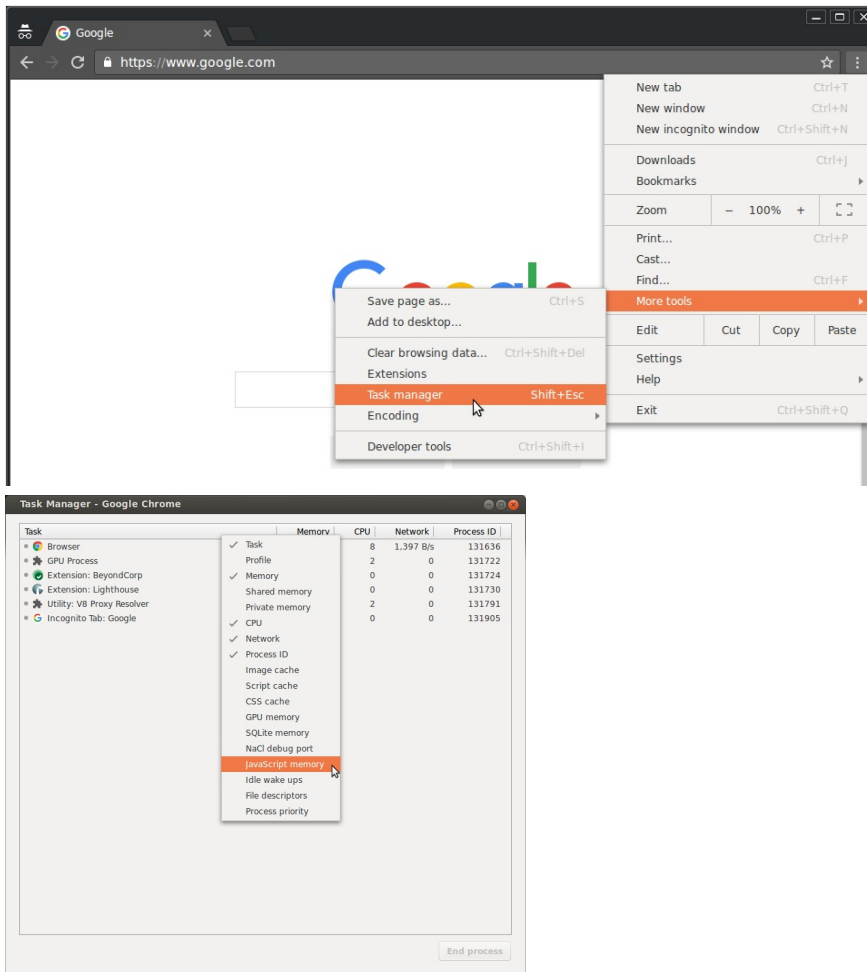 Google
https://www.google.com
New tab Ctrl+T
New window Ctrl+N
New incognito window Ctrl+Shift+N
Downloads Ctrl+J
Bookmarks
Zoom − 100% +
Print... Ctrl+P
Cast...
Find... Ctrl+F
More tools
Edit Cut Copy Paste
Settings
Help
Exit Ctrl+Shift+Q
Google
Save page as... Ctrl+S
Add to desktop...
Clear browsing data... Ctrl+Shift+Del
Extensions
Task manager Shift+Esc
Encoding
Developer tools Ctrl+Shift+I
Task Manager - Google Chrome
Task Memory CPU Network Process ID
Browser 8 1,397 B/s 131636
GPU Process 2 0 131722
Extension: BeyondCorp 0 0 131724
Extension: Lighthouse 0 0 131730
Utility: V8 Proxy Resolver 2 0 131791
Incognito Tab: Google 0 0 131905
✓ Task
Profile
✓ Memory
Shared memory
Private memory
✓ CPU
✓ Network
✓ Process ID
Image cache
Script cache
CSS cache
GPU memory
SQLite memory
NaCl debug port
JavaScript memory
Idle wake ups
File descriptors
Process priority
End process